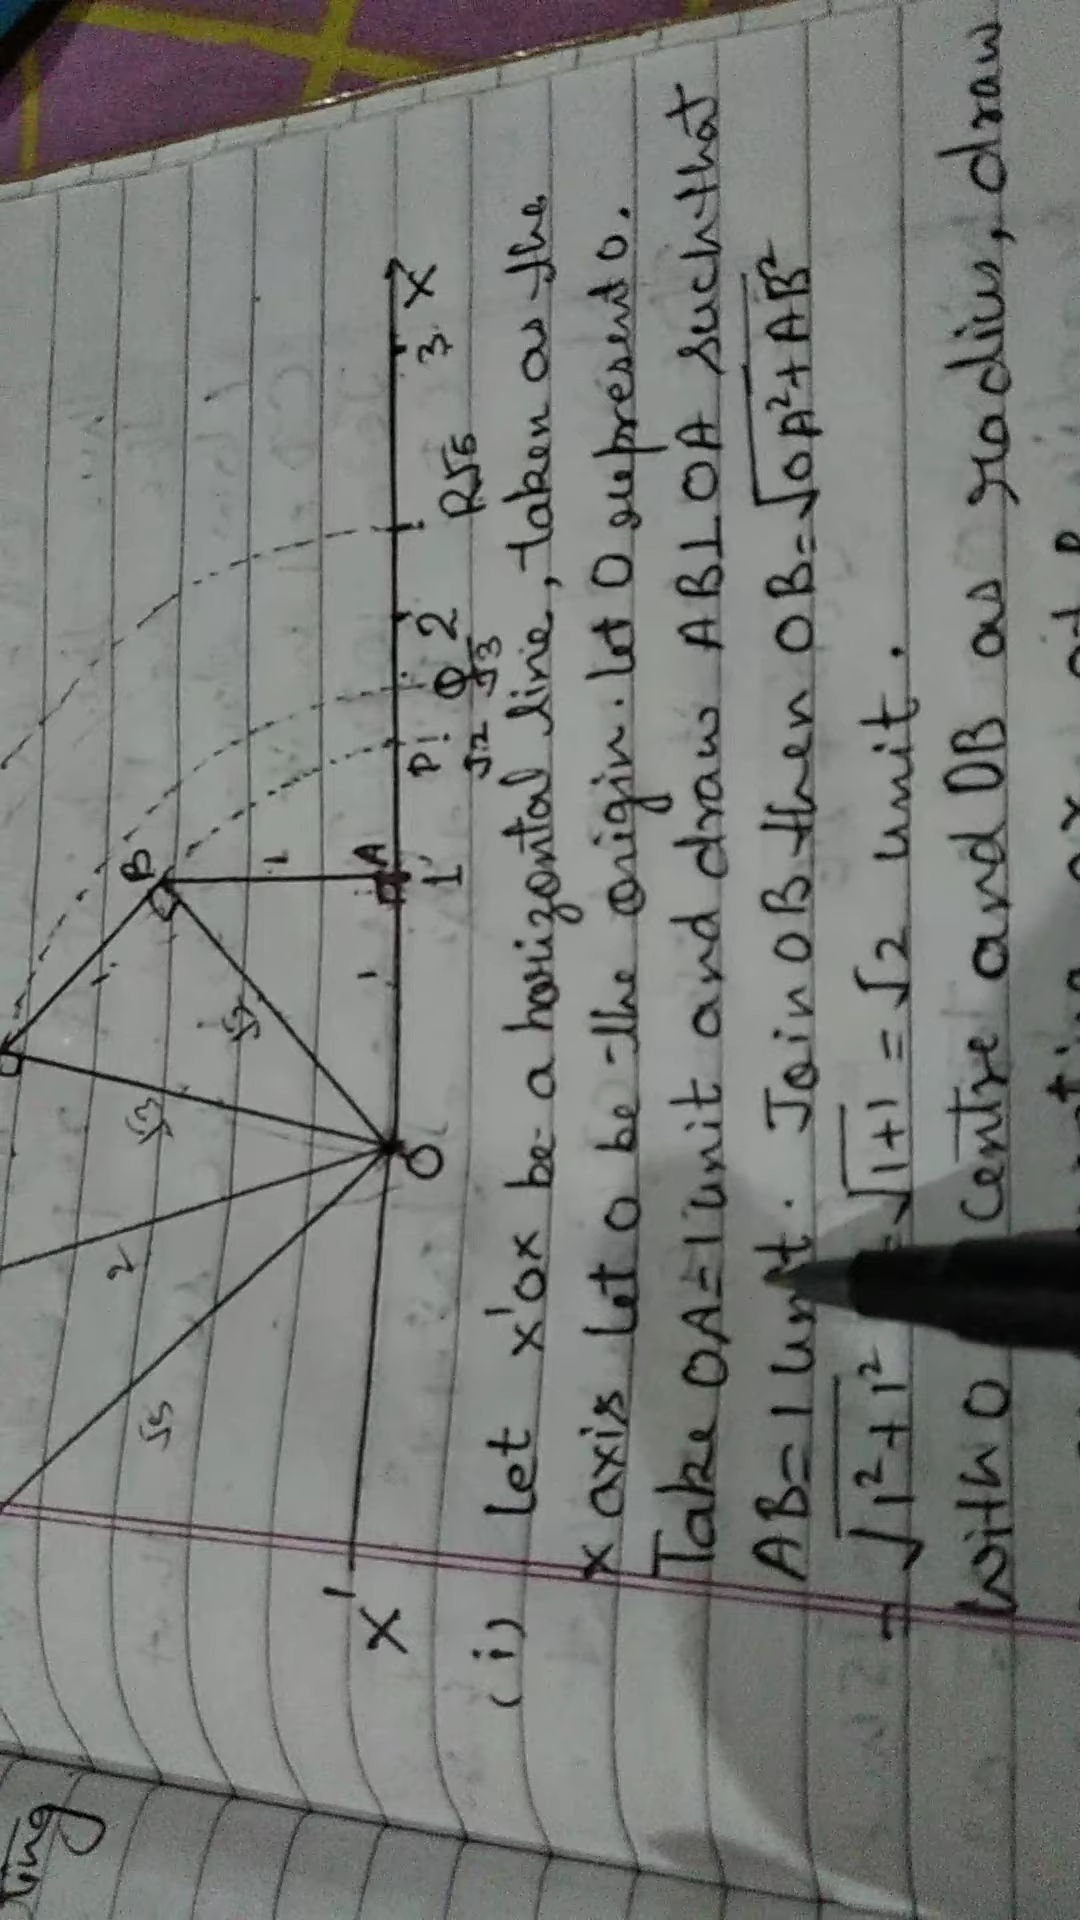 B
1
1
√3
√2
2
√5
1
A
X'
O
1
P
√2
Q
√3
2
R√5
3
X
(i) Let x'ox be a horizontal line, taken as the
x axis let O be the origin. let O represent 0.
Take OA=1 unit and draw AB⊥OA such that
AB=1 unit. Join OB then OB=√OA²+AB²
= √1²+1² = √1+1 = √2 unit.
with O centre and OB as radius, draw